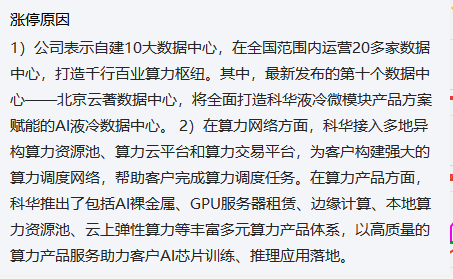 涨停原因
1）公司表示自建10大数据中心，在全国范围内运营20多家数据
中心，打造千行百业算力枢纽。其中，最新发布的第十个数据中
心——北京云著数据中心，将全面打造科华液冷微模块产品方案
赋能的AI液冷数据中心。 2）在算力网络方面，科华接入多地异
构算力资源池、算力云平台和算力交易平台，为客户构建强大的
算力调度网络，帮助客户完成算力调度任务。在算力产品方面，
科华推出了包括AI裸金属、GPU服务器租赁、边缘计算、本地算
力资源池、云上弹性算力等丰富多元算力产品体系，以高质量的
算力产品服务助力客户AI芯片训练、推理应用落地。